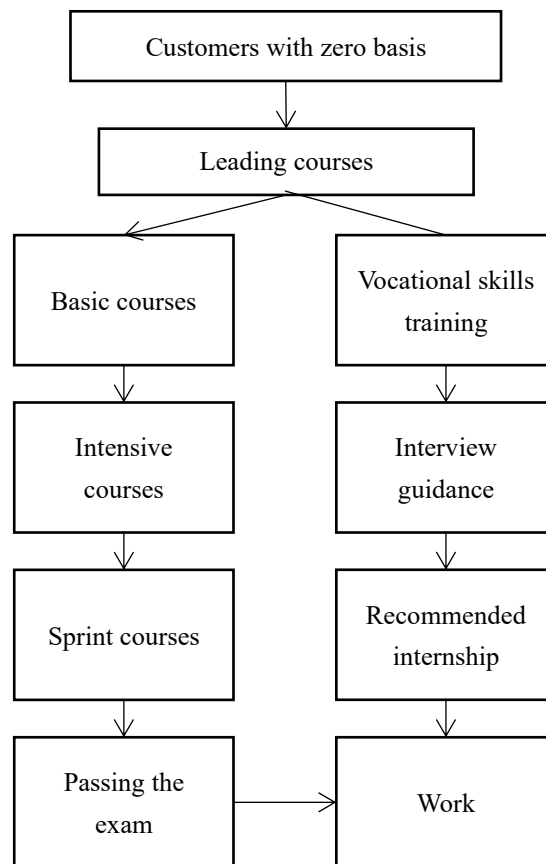 Customers with zero basis
Leading courses
Basic courses
Vocational skills
training
Intensive
courses
Interview
guidance
Sprint courses
Recommended
internship
Passing the
exam
Work